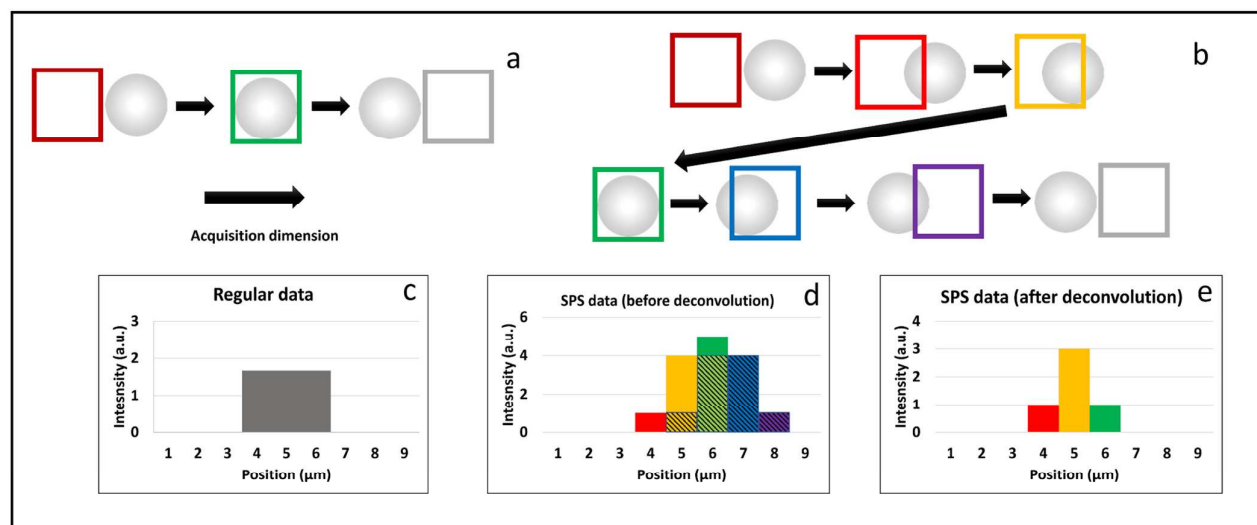 a
b
Acquisition dimension
Regular data
c
Intesnsity (a.u.)
3
2
1
0
1 2 3 4 5 6 7 8 9
Position (µm)
SPS data (before deconvolution)
d
Intesnsity (a.u.)
6
4
2
0
1 2 3 4 5 6 7 8 9
Position (µm)
SPS data (after deconvolution)
e
Intesnsity (a.u.)
4
3
2
1
0
1 2 3 4 5 6 7 8 9
Position (µm)